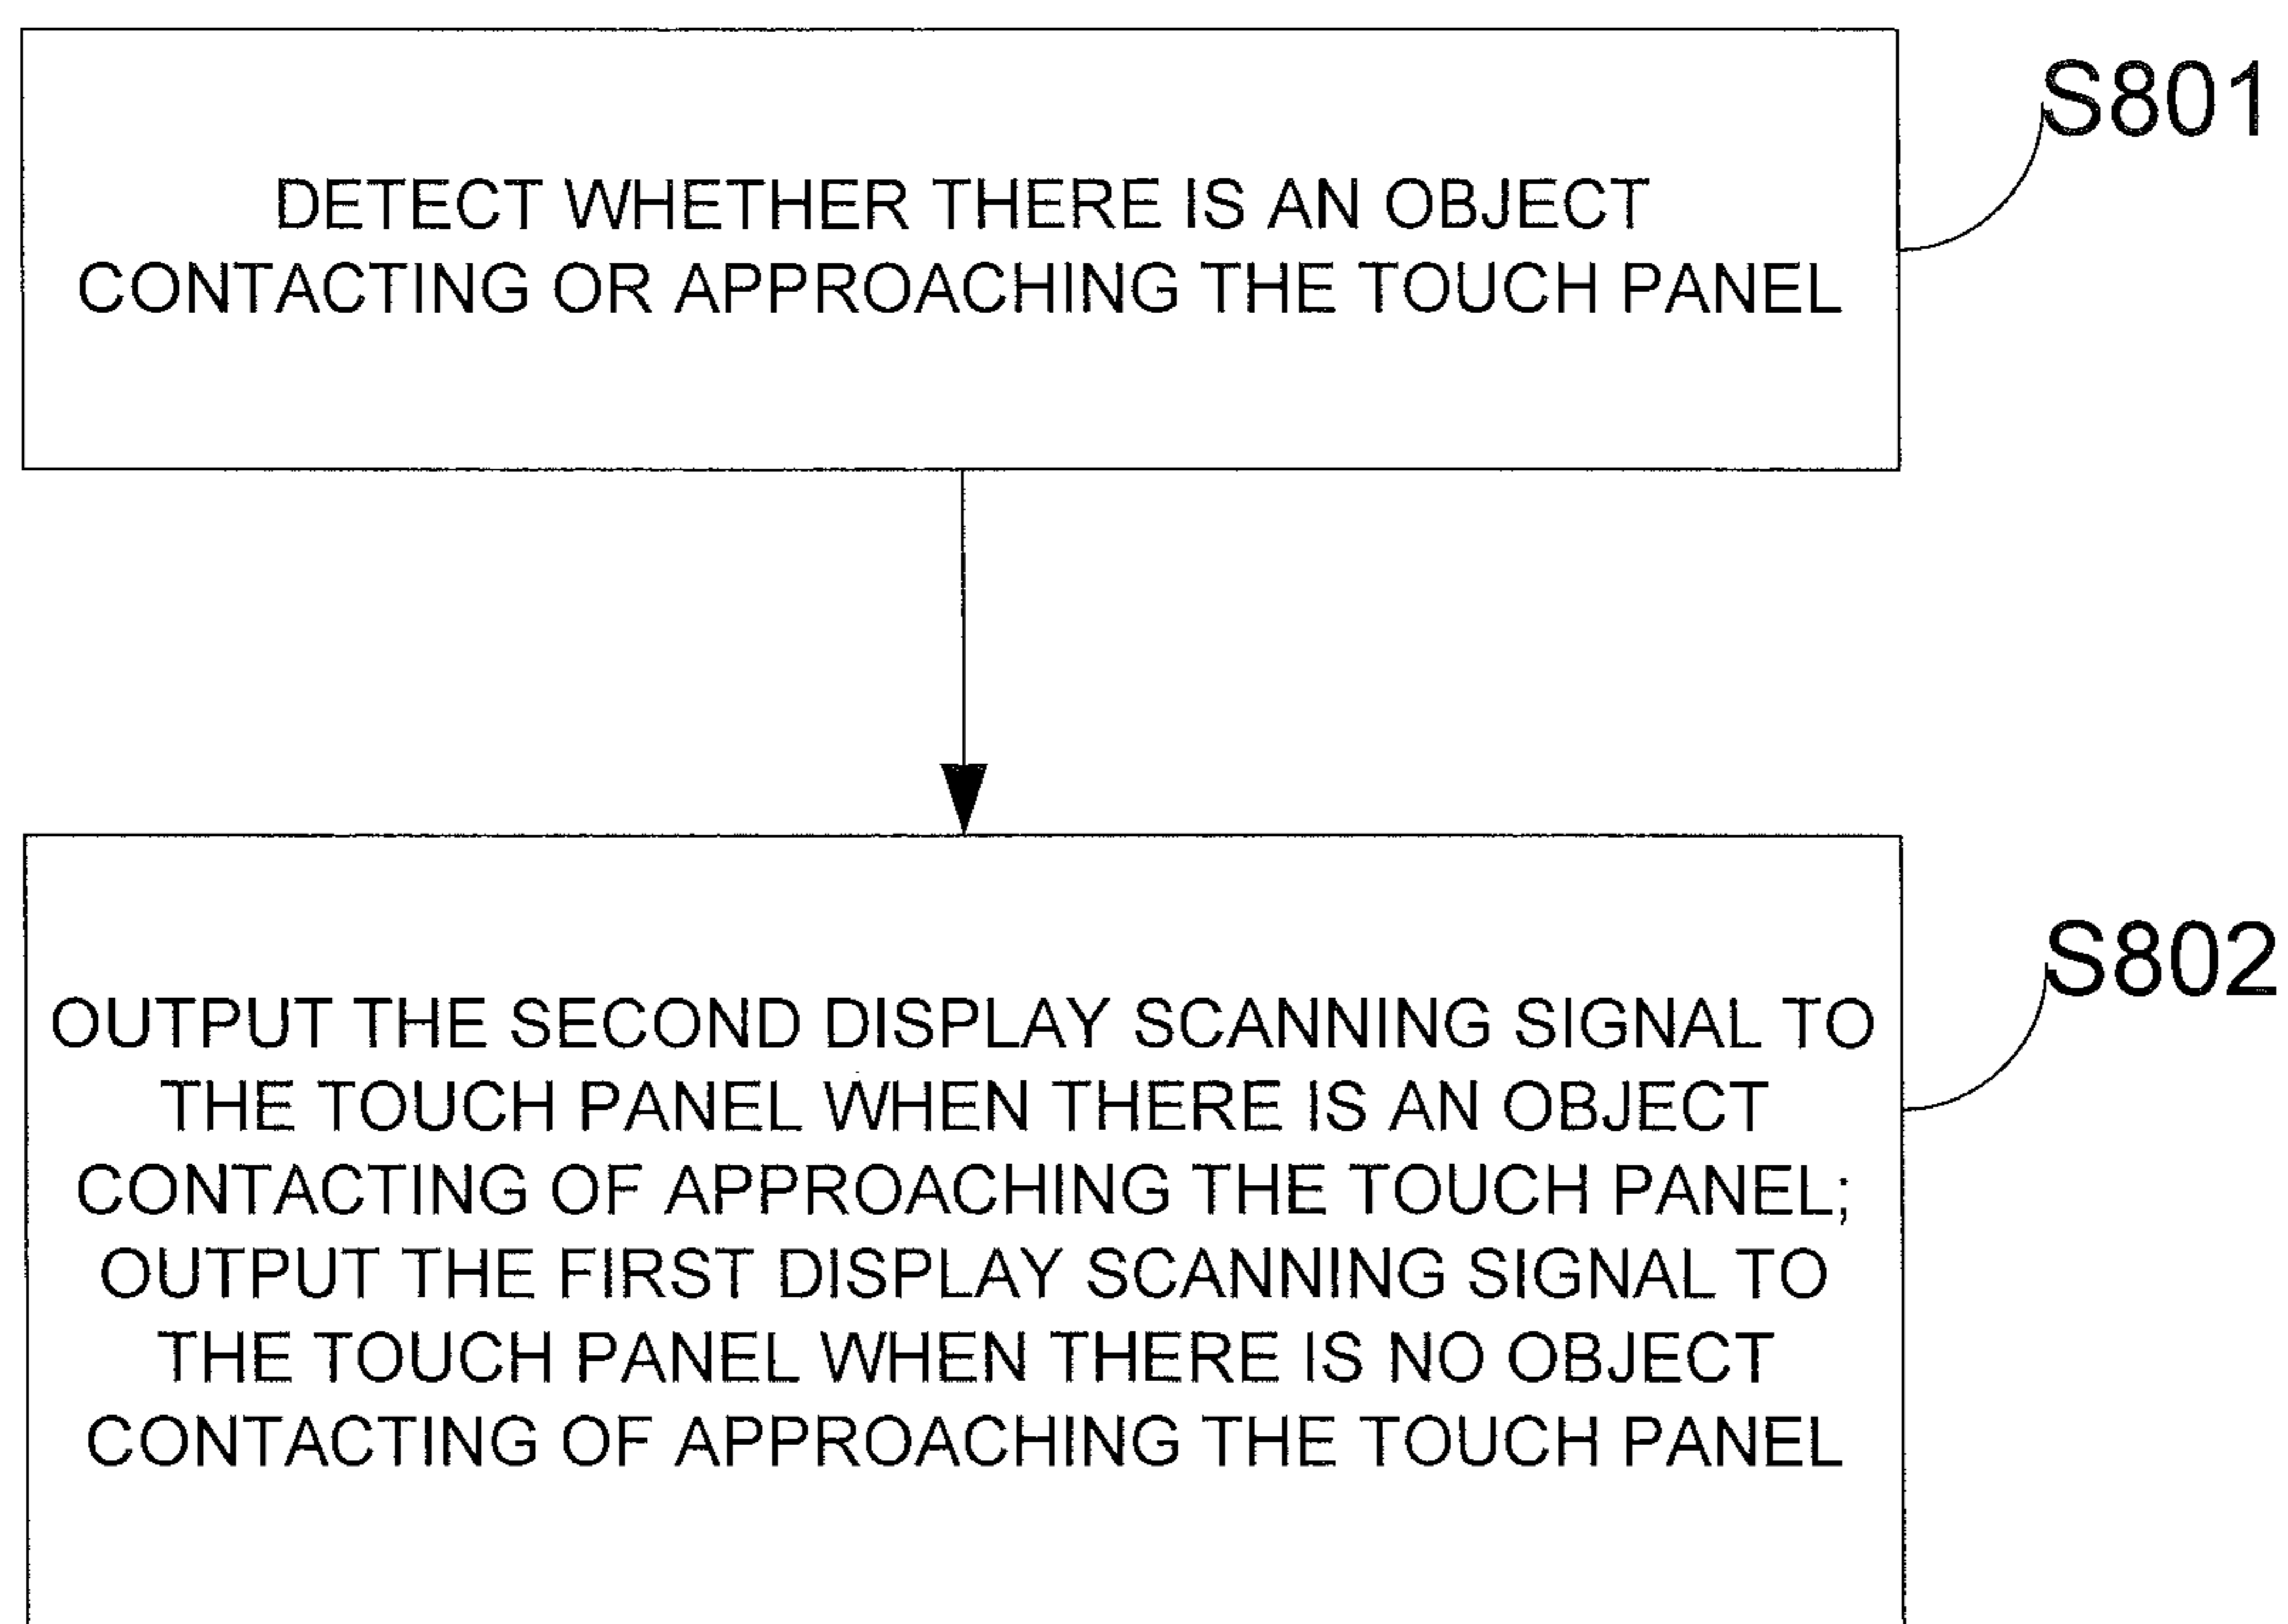 S801
DETECT WHETHER THERE IS AN OBJECT
CONTACTING OR APPROACHING THE TOUCH PANEL
S802
OUTPUT THE SECOND DISPLAY SCANNING SIGNAL TO
THE TOUCH PANEL WHEN THERE IS AN OBJECT
CONTACTING OF APPROACHING THE TOUCH PANEL;
OUTPUT THE FIRST DISPLAY SCANNING SIGNAL TO
THE TOUCH PANEL WHEN THERE IS NO OBJECT
CONTACTING OF APPROACHING THE TOUCH PANEL